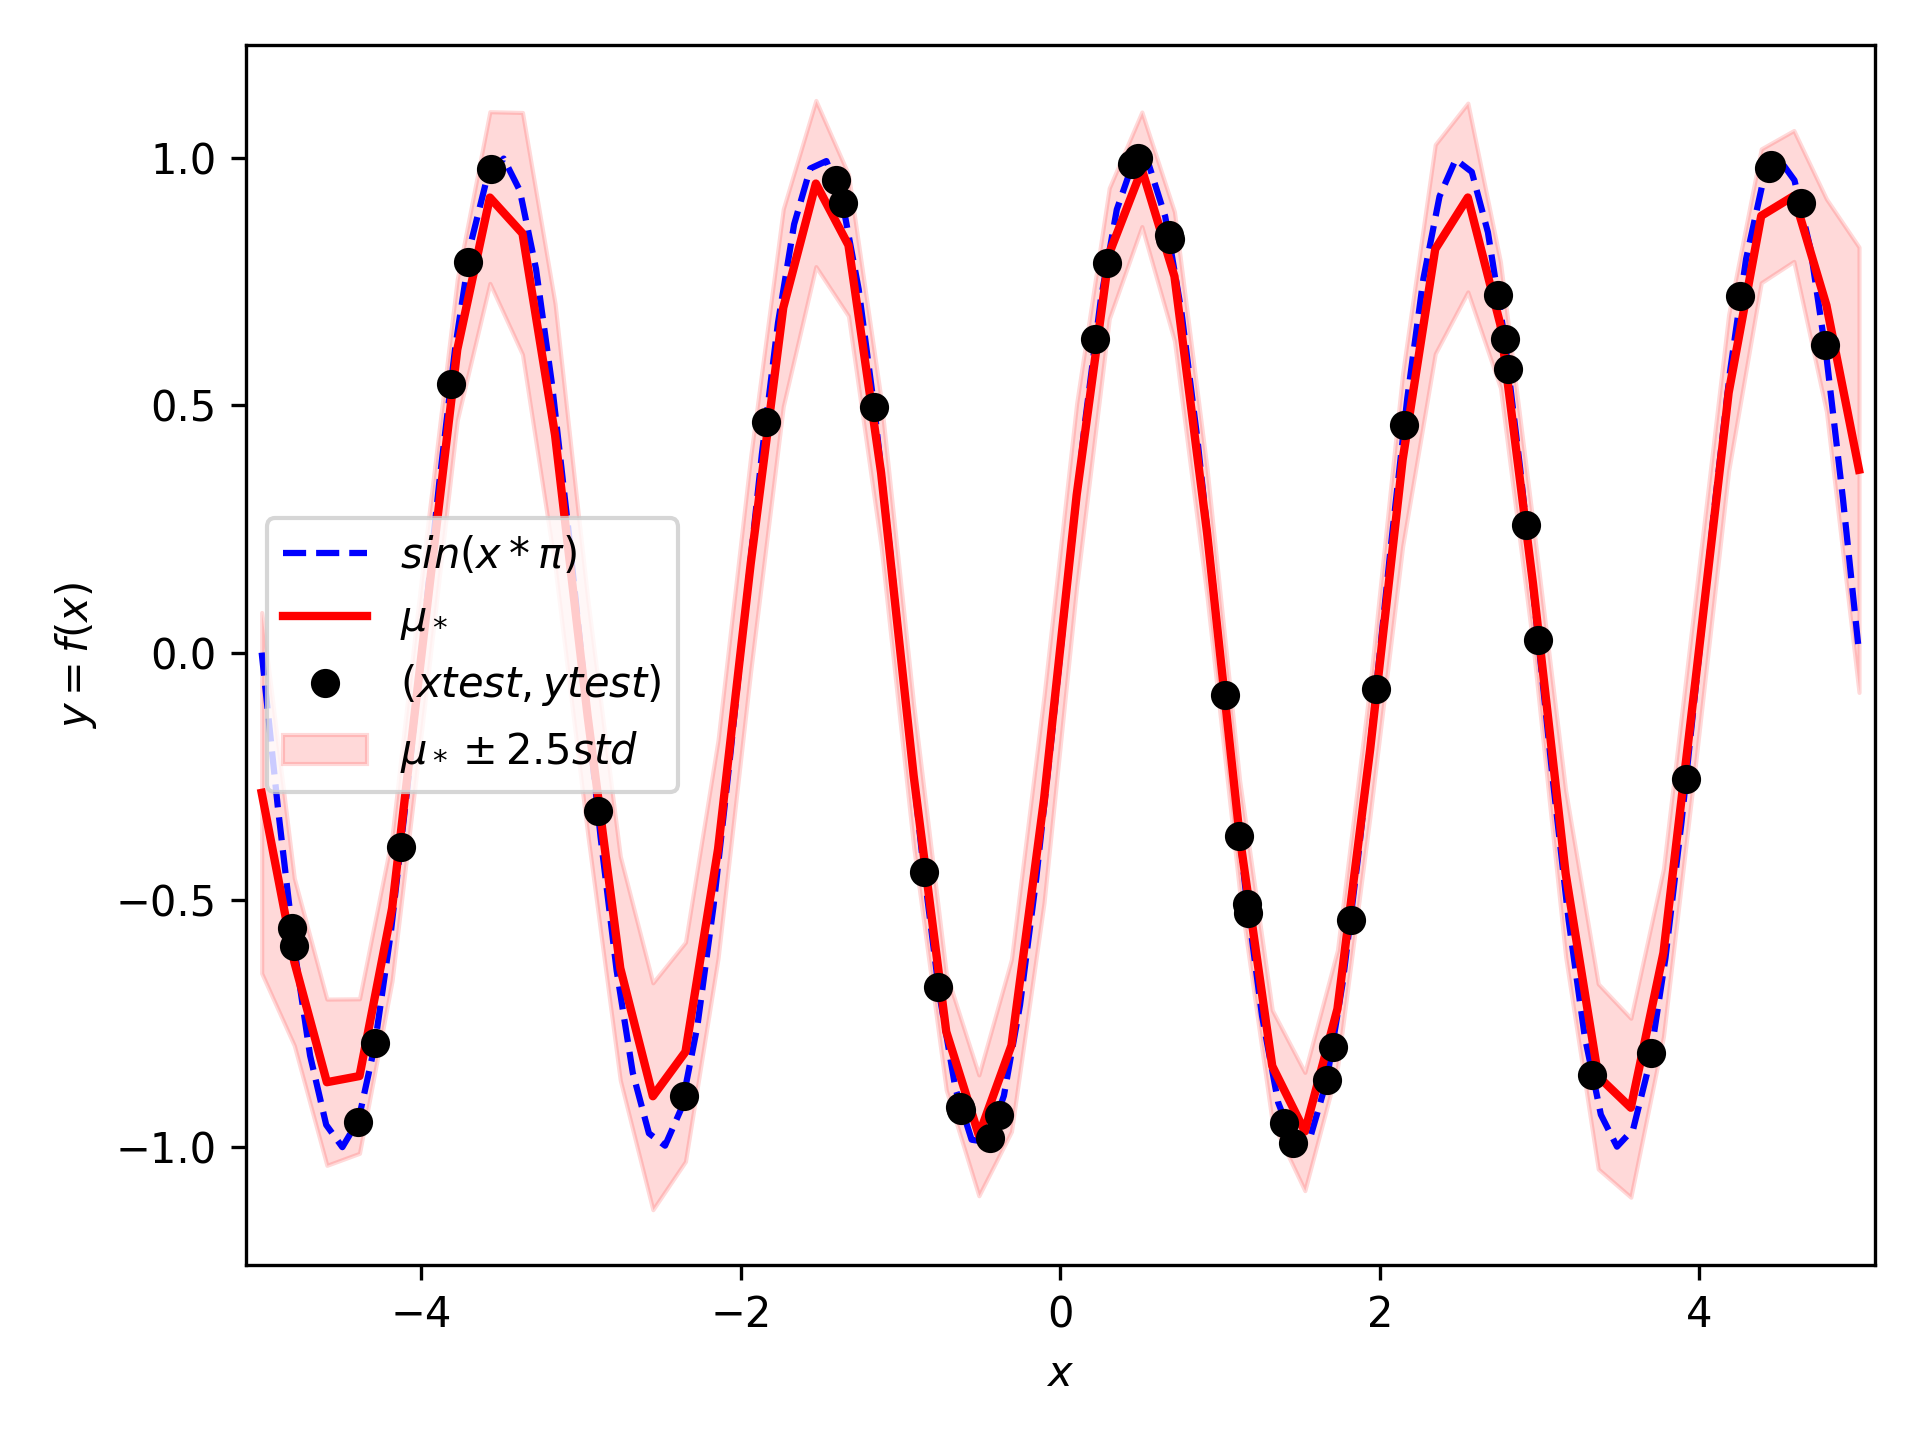 1.0
0.5
0.0
−0.5
−1.0
y = f(x)
sin(x * π)
μ*
(xtest, ytest)
μ* ± 2.5std
−4 −2 0 2 4
x